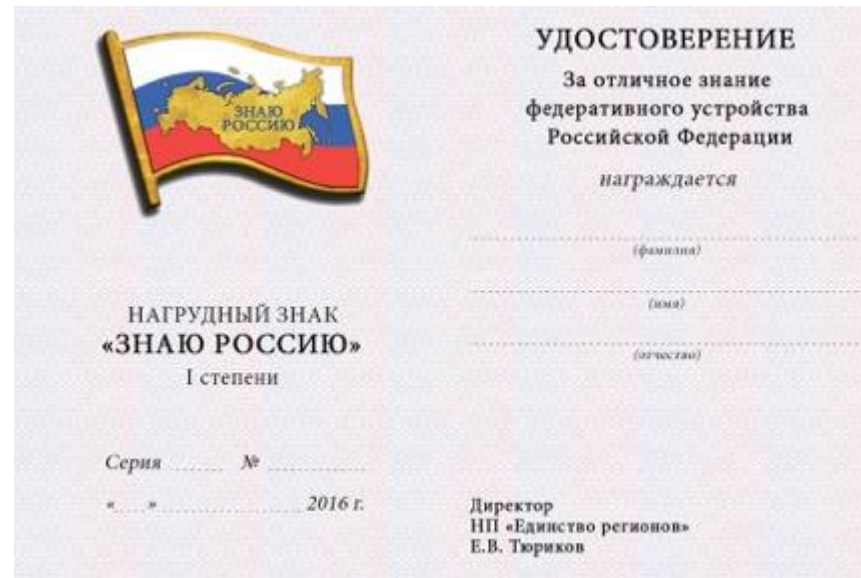 ЗНАЮ
РОССИЮ
НАГРУДНЫЙ ЗНАК
«ЗНАЮ РОССИЮ»
I степени
Серия ........ № ................
«......» ........................ 2016 г.
УДОСТОВЕРЕНИЕ
За отличное знание
федеративного устройства
Российской Федерации
награждается
(фамилия)
(имя)
(отчество)
Директор
НП «Единство регионов»
Е.В. Тюриков